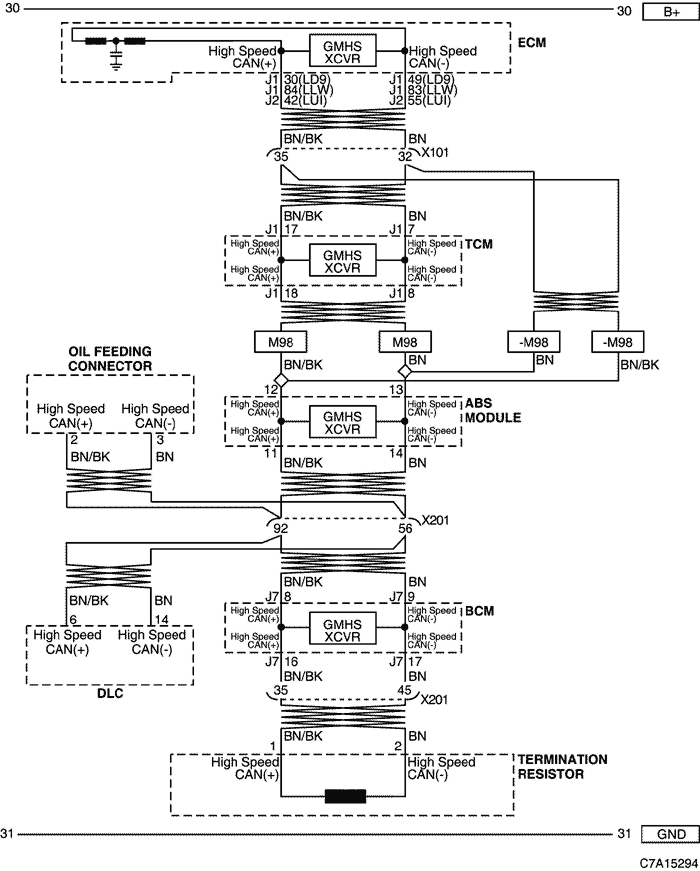 30 30 B+
ECM
High Speed CAN(+) GMHS XCVR High Speed CAN(-)
J1 30(LD9) J1 49(LD9)
J1 84(LLW) J1 83(LLW)
J2 42(LUI) J2 55(LUI)
BN/BK BN
35 32 X101
BN/BK BN
J1 17 J1 7
TCM
High Speed CAN(+) High Speed CAN(-)
GMHS XCVR
High Speed CAN(+) High Speed CAN(-)
J1 18 J1 8
M98 M98 -M98 -M98
BN/BK BN BN BN/BK
OIL FEEDING CONNECTOR
12 13
ABS MODULE
High Speed CAN(+) High Speed CAN(-)
GMHS XCVR
High Speed CAN(+) High Speed CAN(-)
High Speed CAN(+) High Speed CAN(-)
2 3
11 14
BN/BK BN BN/BK BN
92 56 X201
BN/BK BN BN/BK BN
6 14 J7 8 J7 9
BCM
High Speed CAN(+) High Speed CAN(-)
High Speed CAN(+) High Speed CAN(-)
GMHS XCVR
High Speed CAN(+) High Speed CAN(-)
DLC
J7 16 J7 17
BN/BK BN
35 45 X201
BN/BK BN
1 2
TERMINATION RESISTOR
High Speed CAN(+) High Speed CAN(-)
31 31 GND
C7A15294